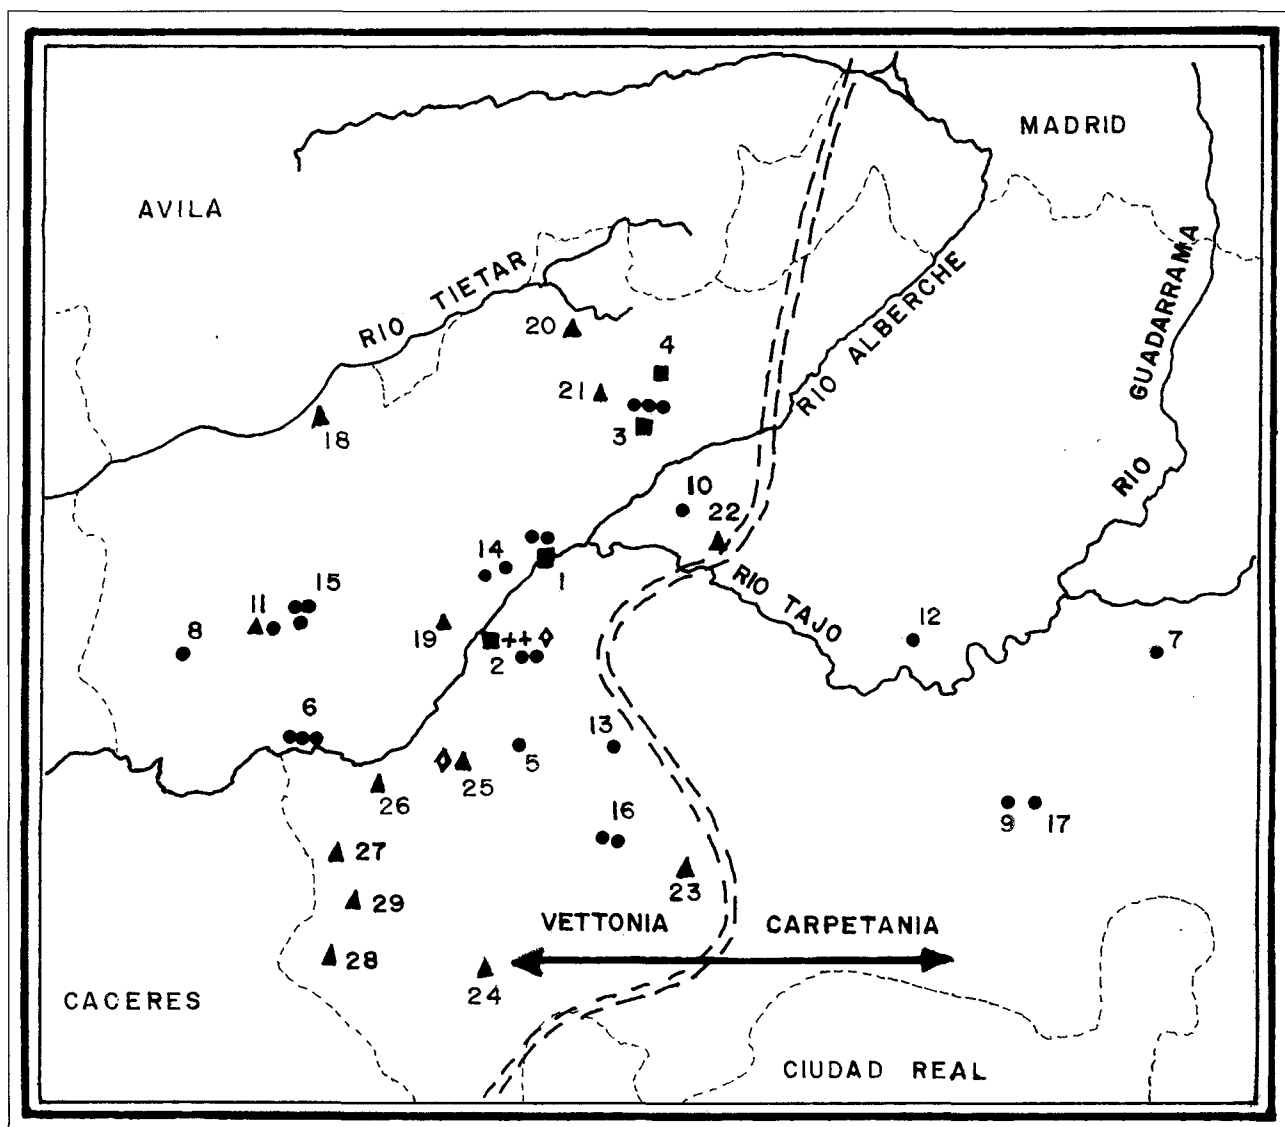 MADRID
AVILA
RIO TIETAR
RIO ALBERCHE
RIO GUADARRAMA
20
4
21
3
18
10
22
14
1
RIO TAJO
15
11
8
19
2
12
7
6
13
5
25
26
16
9
17
27
23
29
VETTONIA
CARPETANIA
28
24
CACERES
CIUDAD REAL